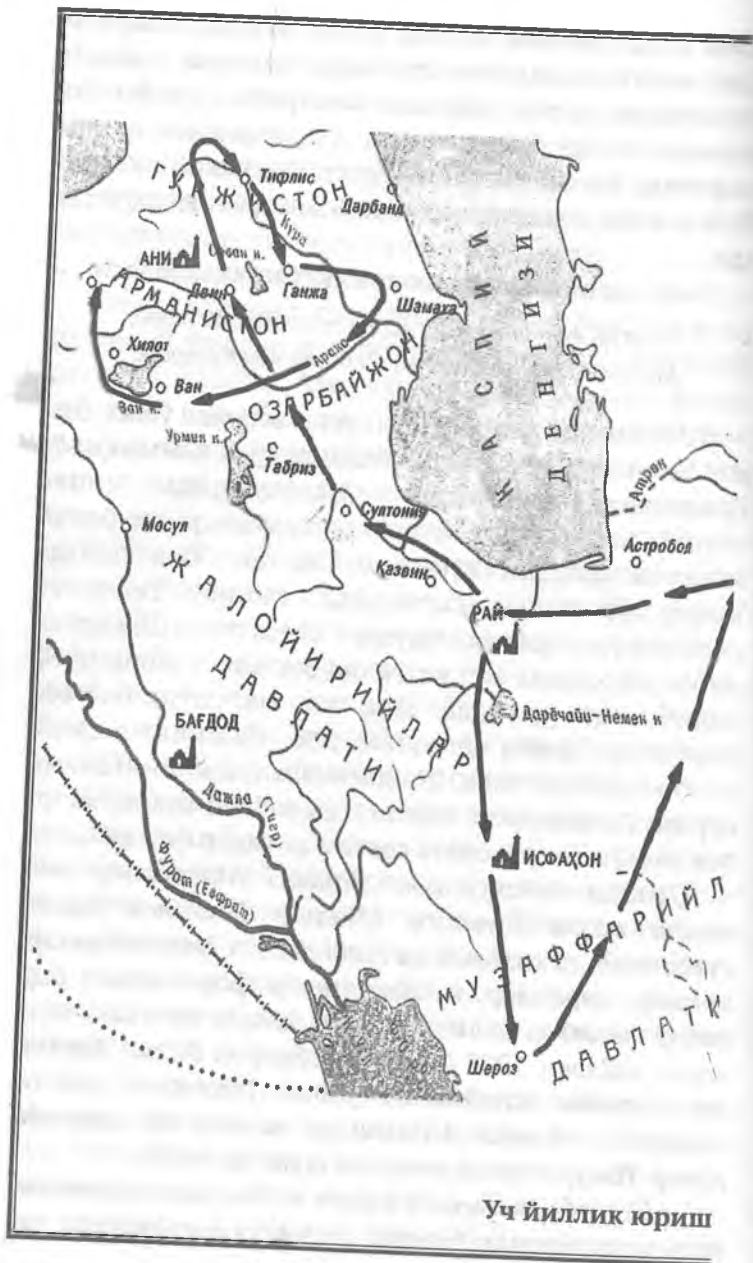 ГУРЖИСТОН
Тифлис
Дарбанд
Кура
АНИ
Севан к.
Ганжа
Шамаха
АРМАНИСТОН
Двин
Хилот
Аракс
Ван
Ван к.
ОЗАРБАЙЖОН
КАСПИЙ
ДЕНГИЗИ
Урмия к.
Табриз
Атрек
Мосул
Султония
Қазвин
Астробод
РАЙ
ЖАЛОЙИРИЙЛАР
ДАВЛАТИ
Дарёчайи-Немек к
БАҒДОД
Дажла (Тигр)
ИСФАҲОН
Фурот (Евфрат)
МУЗАФФАРИЙЛ
ДАВЛАТ
Шероз
Уч йиллик юриш